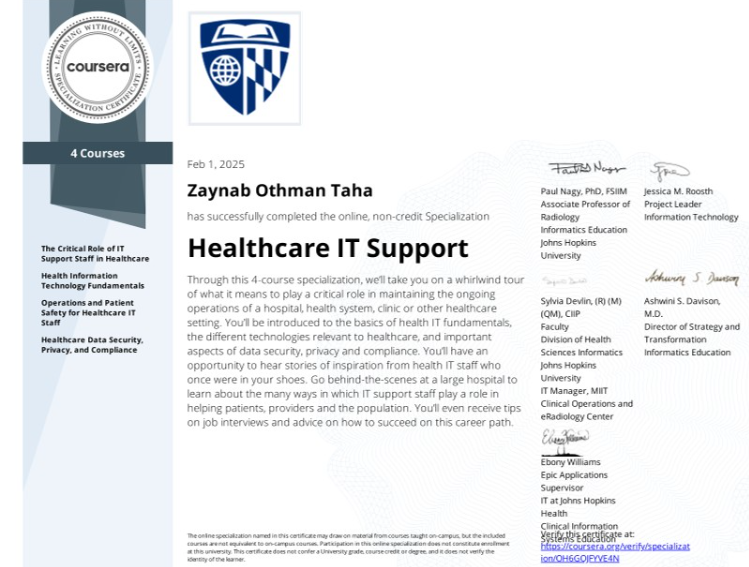 LEARNING WITHOUT LIMITS
coursera
SPECIALIZATION CERTIFICATE
4 Courses
The Critical Role of IT
Support Staff in Healthcare
Health Information
Technology Fundamentals
Operations and Patient
Safety for Healthcare IT
Staff
Healthcare Data Security,
Privacy, and Compliance
Feb 1, 2025
Zaynab Othman Taha
has successfully completed the online, non-credit Specialization
Healthcare IT Support
Through this 4-course specialization, we'll take you on a whirlwind tour
of what it means to play a critical role in maintaining the ongoing
operations of a hospital, health system, clinic or other healthcare
setting. You'll be introduced to the basics of health IT fundamentals,
the different technologies relevant to healthcare, and important
aspects of data security, privacy and compliance. You'll have an
opportunity to hear stories of inspiration from health IT staff who
once were in your shoes. Go behind-the-scenes at a large hospital to
learn about the many ways in which IT support staff play a role in
helping patients, providers and the population. You'll even receive tips
on job interviews and advice on how to succeed on this career path.
The online specialization named in this certificate may draw on material from courses taught on-campus, but the included
courses are not equivalent to on-campus courses. Participation in this online specialization does not constitute enrollment
at this university. This certificate does not confer a University grade, course credit or degree, and it does not verify the
identity of the learner.
Paul Nagy
Paul Nagy, PhD, FSIIM
Associate Professor of
Radiology
Informatics Education
Johns Hopkins
University
Jessica M. Roosth
Project Leader
Information Technology
Sylvia Devlin, (R) (M)
(QM), CIIP
Faculty
Division of Health
Sciences Informatics
Johns Hopkins
University
IT Manager, MIIT
Clinical Operations and
eRadiology Center
Ashwini S. Davison
Ashwini S. Davison,
M.D.
Director of Strategy and
Transformation
Informatics Education
Ebony Williams
Ebony Williams
Epic Applications
Supervisor
IT at Johns Hopkins
Health
Clinical Information
Systems Education
Verify this certificate at:
https://coursera.org/verify/specializat